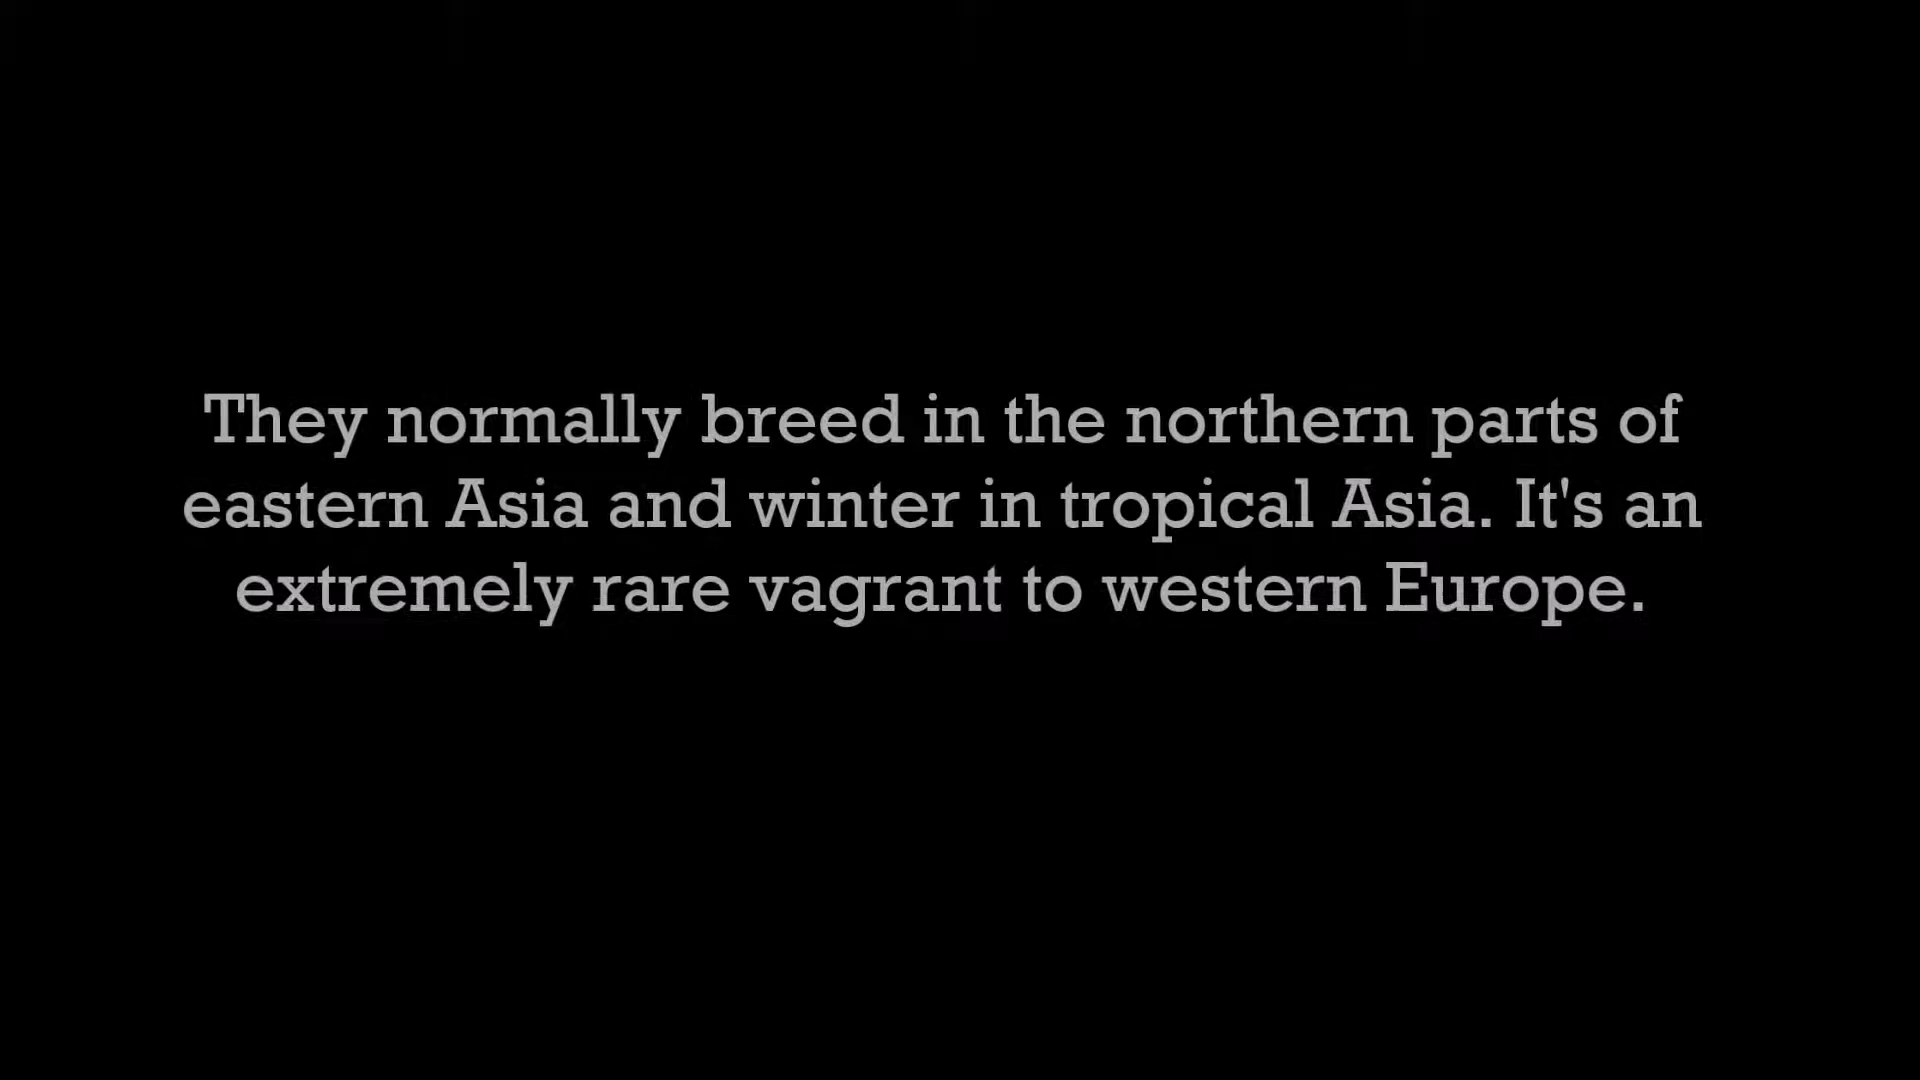 They normally breed in the northern parts of
eastern Asia and winter in tropical Asia. It's an
extremely rare vagrant to western Europe.